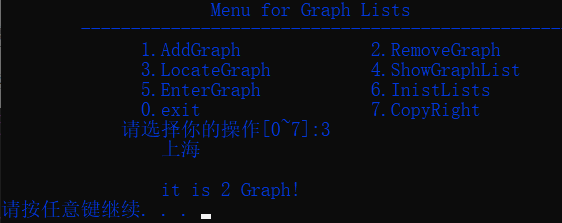 Menu for Graph Lists
--------------------------------------------------
1.AddGraph 2.RemoveGraph
3.LocateGraph 4.ShowGraphList
5.EnterGraph 6.InistLists
0.exit 7.CopyRight
请选择你的操作[0~7]:3
上海
it is 2 Graph!
请按任意键继续. . .